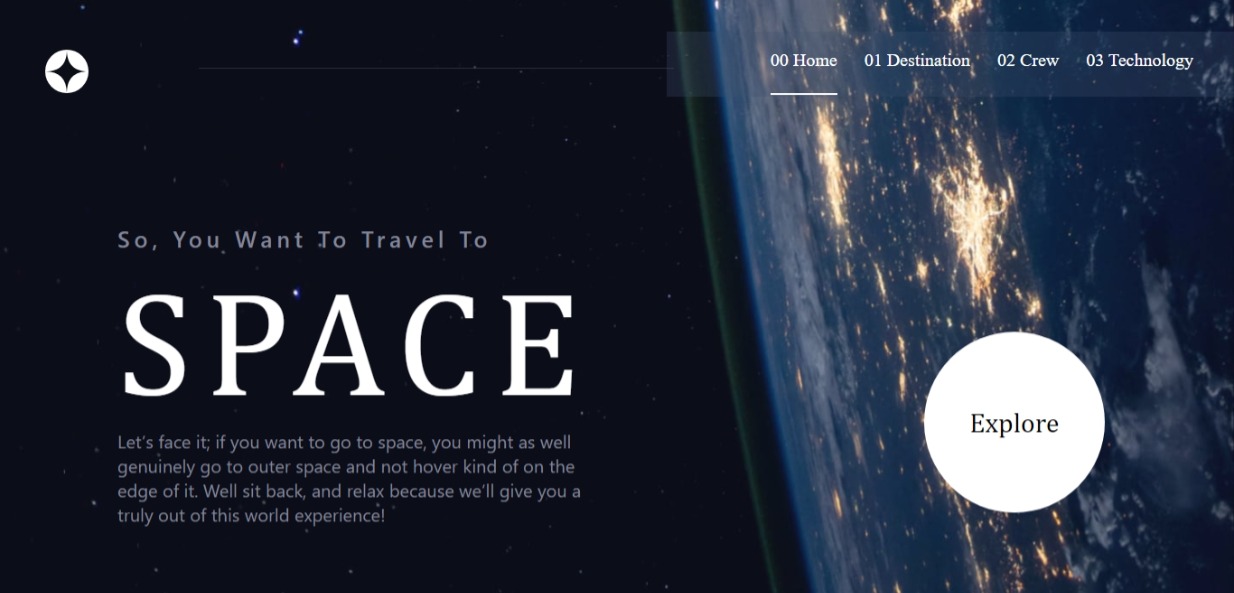 00 Home 01 Destination 02 Crew 03 Technology
So, You Want To Travel To
SPACE
Let's face it; if you want to go to space, you might as well
genuinely go to outer space and not hover kind of on the
edge of it. Well sit back, and relax because we'll give you a
truly out of this world experience!
Explore